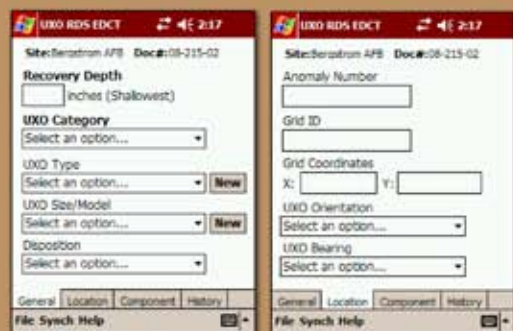 UXO RDS EDCT 2:17
Site:Bergstrom AFB Doc#:08-215-02
Recovery Depth
inches (Shallowest)
UXO Category
Select an option...
UXO Type
Select an option... New
UXO Size/Model
Select an option... New
Disposition
Select an option...
General Location Component History
File Synch Help
UXO RDS EDCT 2:17
Site:Bergstrom AFB Doc#:08-215-02
Anomaly Number
Grid ID
Grid Coordinates
X: Y:
UXO Orientation
Select an option...
UXO Bearing
Select an option...
General Location Component History
File Synch Help